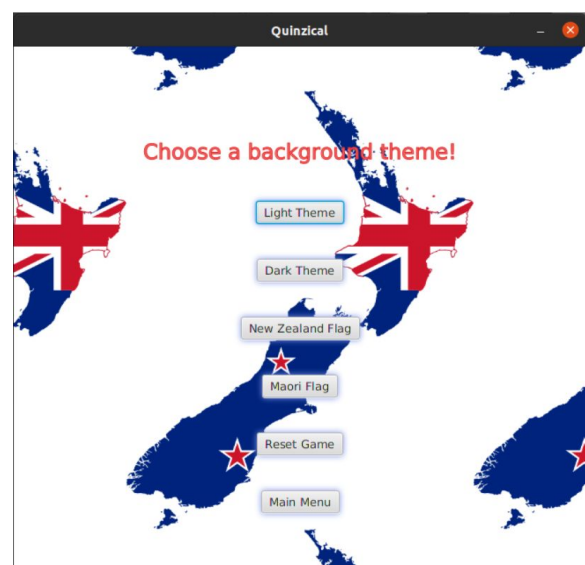 Quinzical
Choose a background theme!
Light Theme
Dark Theme
New Zealand Flag
Maori Flag
Reset Game
Main Menu